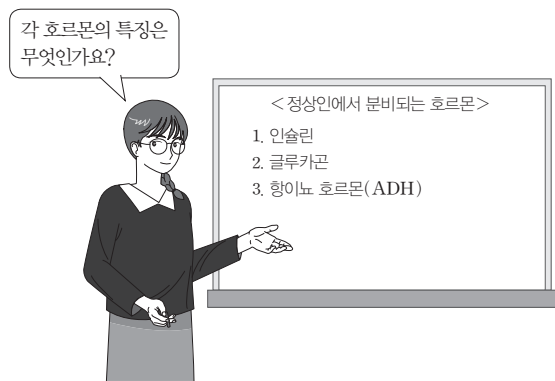 각 호르몬의 특징은
무엇인가요?
<정상인에서 분비되는 호르몬>
1. 인슐린
2. 글루카곤
3. 항이뇨 호르몬(ADH)